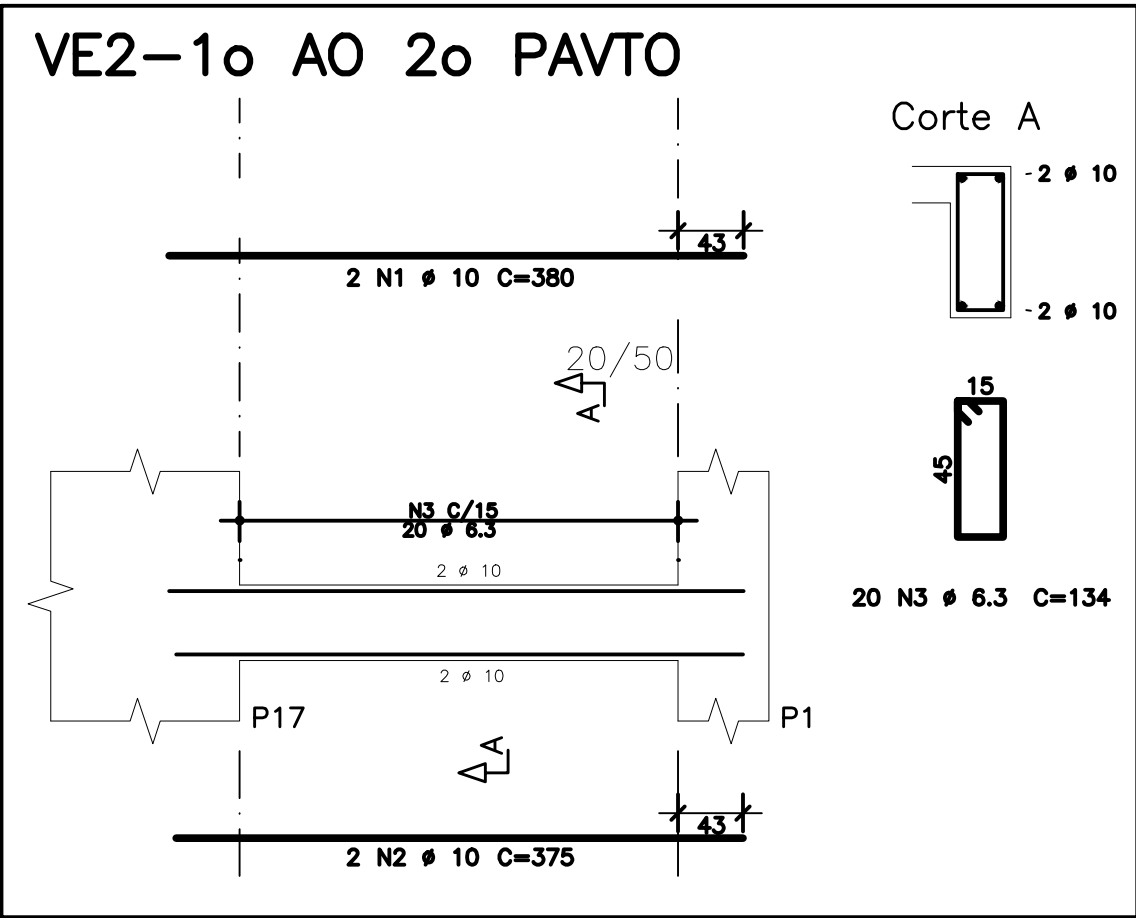 VE2-1o AO 2o PAVTO
Corte A
2 ø 10
43
2 N1 ø 10 C=380
2 ø 10
20/50
A
15
45
N3 C/15
20 ø 6.3
2 ø 10
20 N3 ø 6.3 C=134
2 ø 10
P17
P1
A
43
2 N2 ø 10 C=375